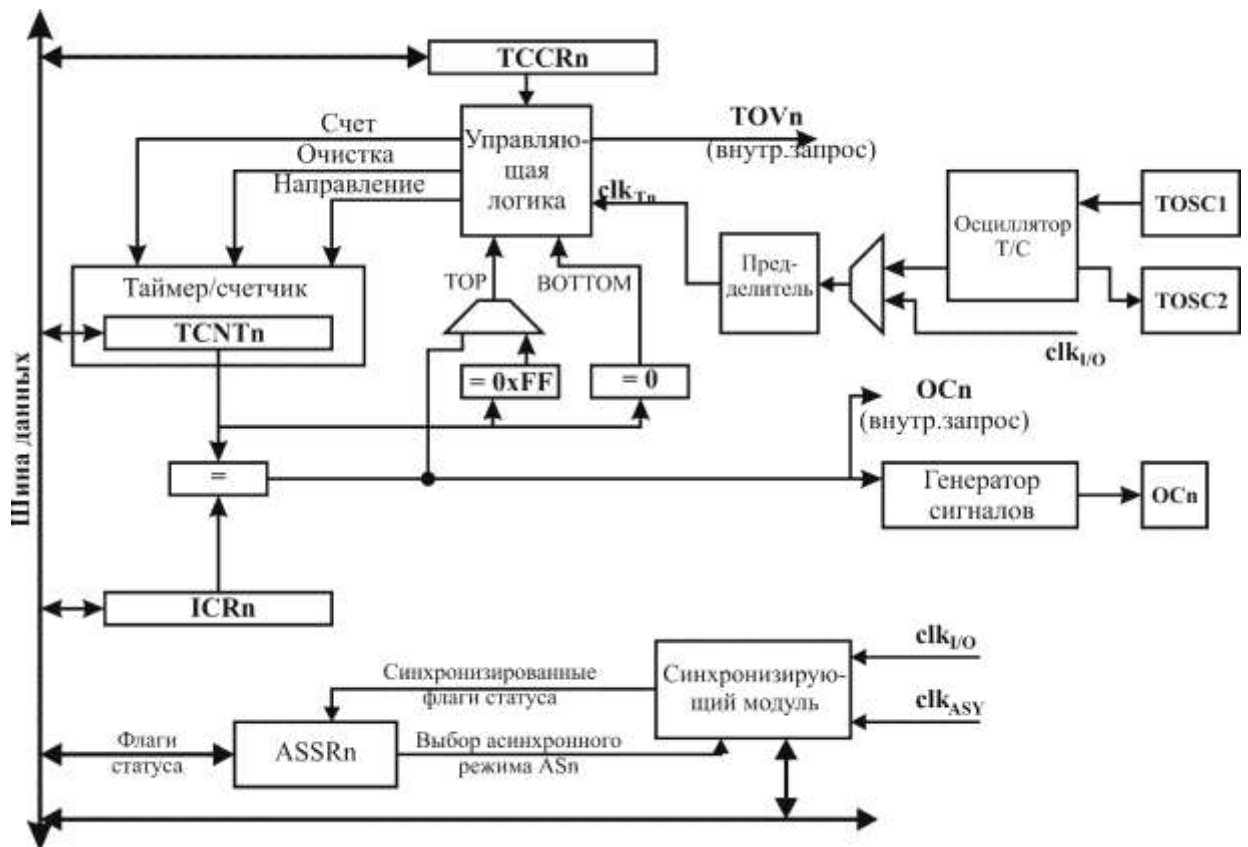 TCCRn
Счет
Очистка
Направление
Управляю-
щая
логика
TOVn
(внутр.запрос)
clkTn
Осциллятор
Т/С
TOSC1
TOSC2
Пред-
делитель
clkI/O
Таймер/счетчик
TCNTn
TOP
BOTTOM
= 0xFF
= 0
OCn
(внутр.запрос)
=
Генератор
сигналов
OCn
Шина данных
ICRn
clkI/O
clkASY
Синхронизирую-
щий модуль
Синхронизированные
флаги статуса
Флаги
статуса
ASSRn
Выбор асинхронного
режима ASn